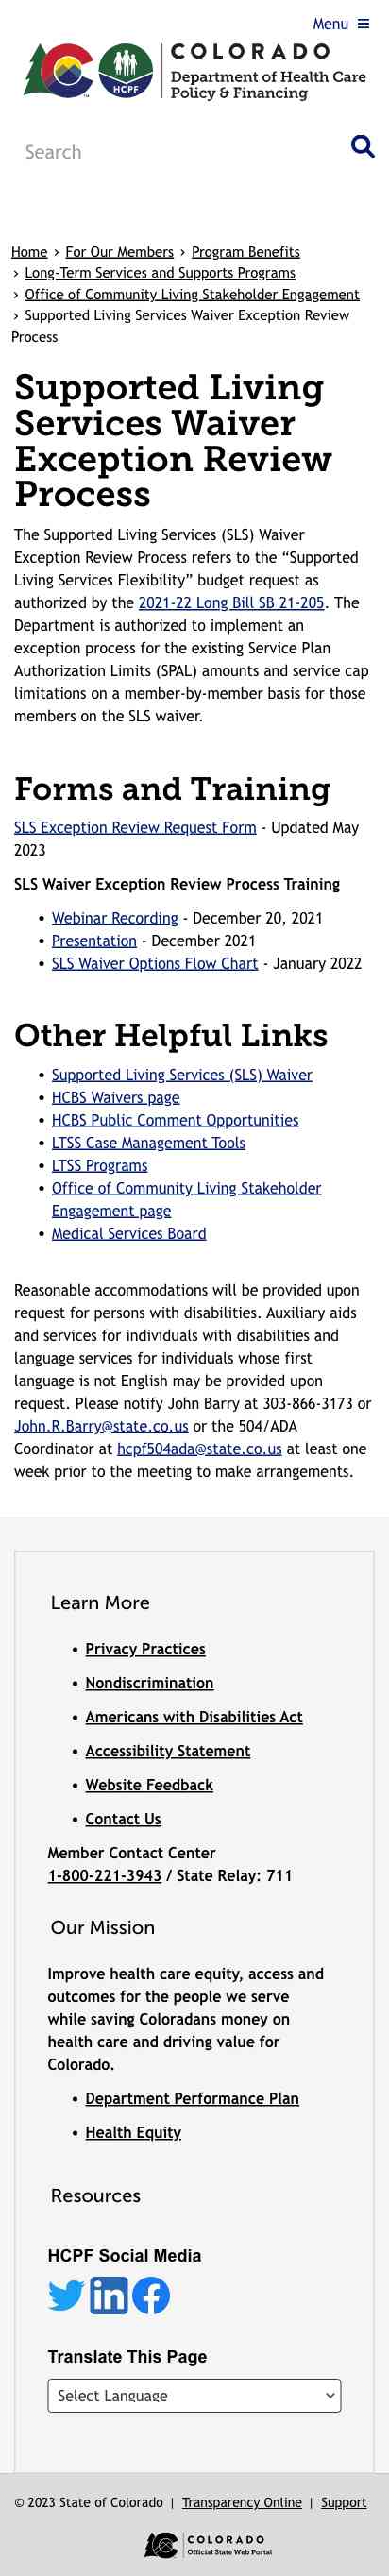 Menu
COLORADO
Department of Health Care
Policy & Financing
HCPF
TM
Search
Home › For Our Members › Program Benefits
› Long-Term Services and Supports Programs
› Office of Community Living Stakeholder Engagement
› Supported Living Services Waiver Exception Review
Process
Supported Living
Services Waiver
Exception Review
Process
The Supported Living Services (SLS) Waiver
Exception Review Process refers to the “Supported
Living Services Flexibility” budget request as
authorized by the 2021-22 Long Bill SB 21-205. The
Department is authorized to implement an
exception process for the existing Service Plan
Authorization Limits (SPAL) amounts and service cap
limitations on a member-by-member basis for those
members on the SLS waiver.
Forms and Training
SLS Exception Review Request Form - Updated May
2023
SLS Waiver Exception Review Process Training
• Webinar Recording - December 20, 2021
• Presentation - December 2021
• SLS Waiver Options Flow Chart - January 2022
Other Helpful Links
• Supported Living Services (SLS) Waiver
• HCBS Waivers page
• HCBS Public Comment Opportunities
• LTSS Case Management Tools
• LTSS Programs
• Office of Community Living Stakeholder
Engagement page
• Medical Services Board
Reasonable accommodations will be provided upon
request for persons with disabilities. Auxiliary aids
and services for individuals with disabilities and
language services for individuals whose first
language is not English may be provided upon
request. Please notify John Barry at 303-866-3173 or
John.R.Barry@state.co.us or the 504/ADA
Coordinator at hcpf504ada@state.co.us at least one
week prior to the meeting to make arrangements.
Learn More
• Privacy Practices
• Nondiscrimination
• Americans with Disabilities Act
• Accessibility Statement
• Website Feedback
• Contact Us
Member Contact Center
1-800-221-3943 / State Relay: 711
Our Mission
Improve health care equity, access and
outcomes for the people we serve
while saving Coloradans money on
health care and driving value for
Colorado.
• Department Performance Plan
• Health Equity
Resources
HCPF Social Media
in
Translate This Page
Select Language
© 2023 State of Colorado | Transparency Online | Support
COLORADO
Official State Web Portal